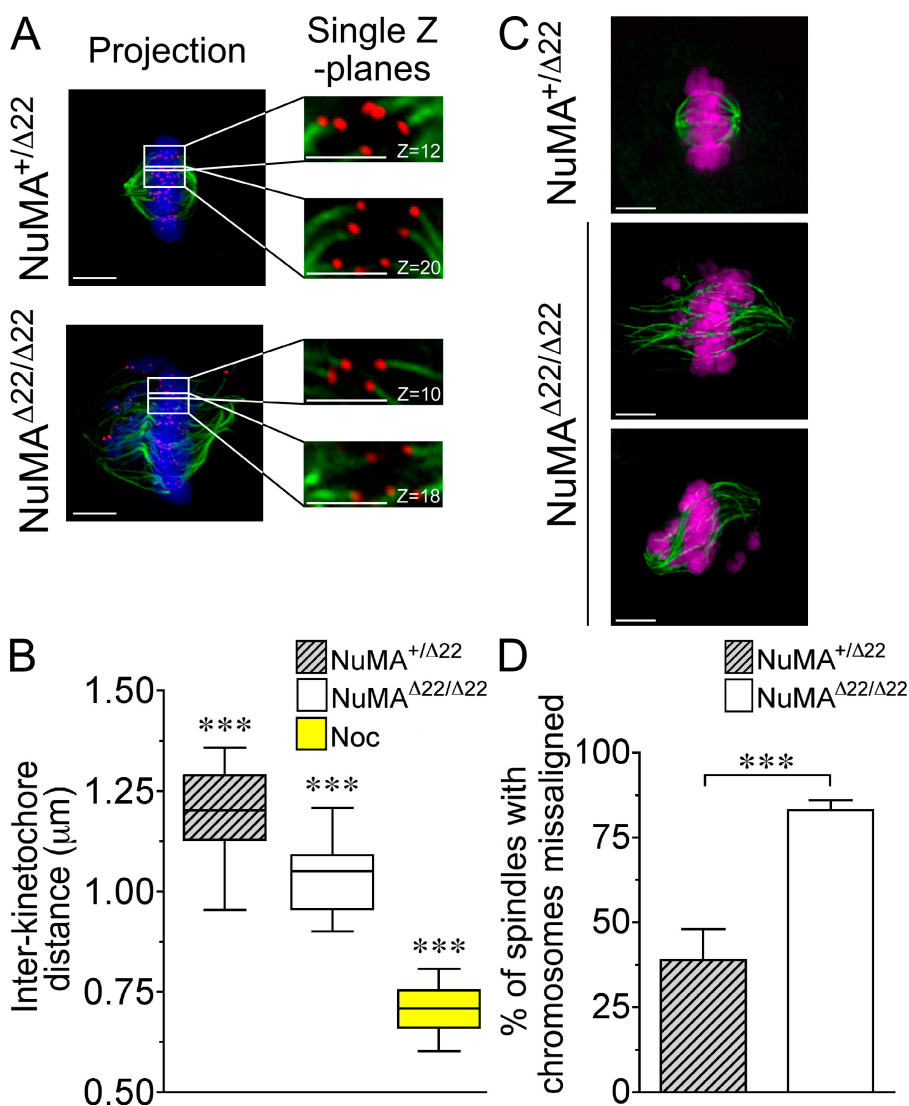 A
Projection
Single Z
-planes
NuMA+/Δ22
Z=12
Z=20
NuMAΔ22/Δ22
Z=10
Z=18
C
NuMA+/Δ22
NuMAΔ22/Δ22
B
NuMA+/Δ22
NuMAΔ22/Δ22
Noc
Inter-kinetochore
distance (μm)
1.50
1.25
1.00
0.75
0.50
***
***
***
D
NuMA+/Δ22
NuMAΔ22/Δ22
% of spindles with
chromosomes missaligned
100
75
50
25
0
***